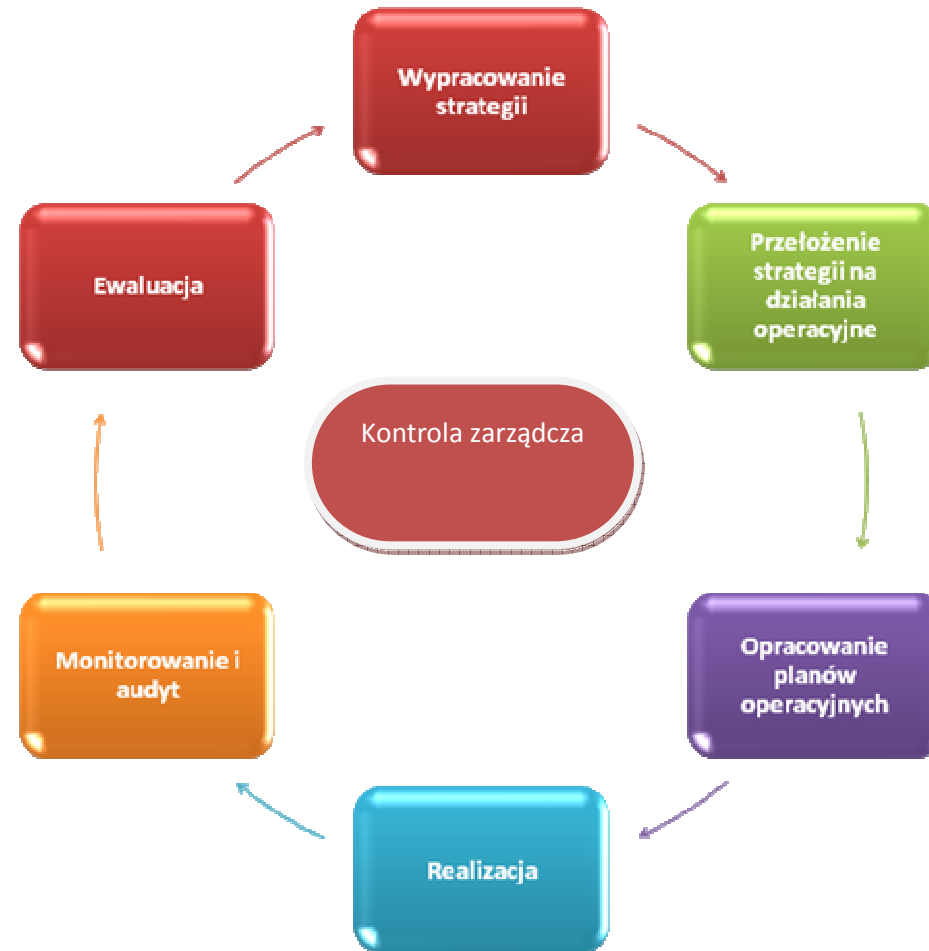 Wypracowanie
strategii
Przełożenie
strategii na
działania
operacyjne
Opracowanie
planów
operacyjnych
Realizacja
Monitorowanie i
audyt
Ewaluacja
Kontrola zarządcza